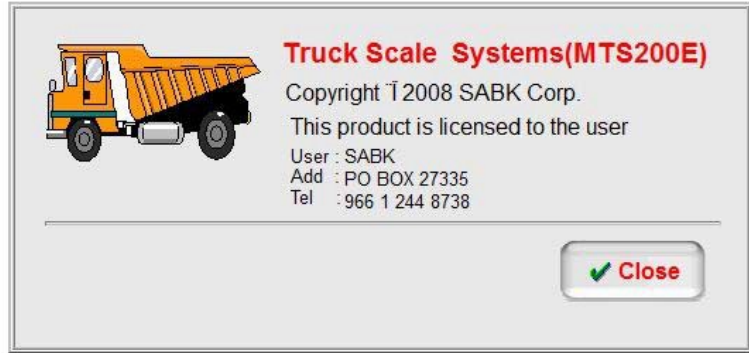 Truck Scale Systems(MTS200E)
Copyright ¨Ï2008 SABK Corp.
This product is licensed to the user
User : SABK
Add : PO BOX 27335
Tel : 966 1 244 8738
Close